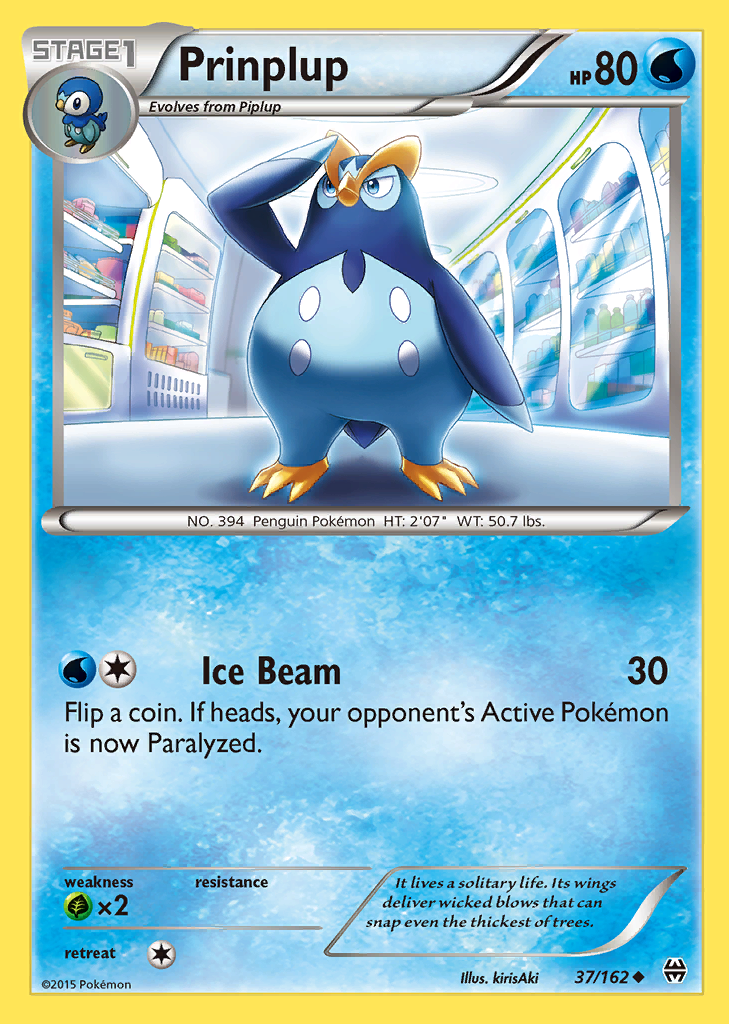 STAGE1
Prinplup
HP 80
Evolves from Piplup
NO. 394 Penguin Pokémon HT: 2'07" WT: 50.7 lbs.
Ice Beam 30
Flip a coin. If heads, your opponent's Active Pokémon
is now Paralyzed.
weakness resistance
×2
It lives a solitary life. Its wings
deliver wicked blows that can
snap even the thickest of trees.
retreat
©2015 Pokémon
Illus. kirisAki 37/162